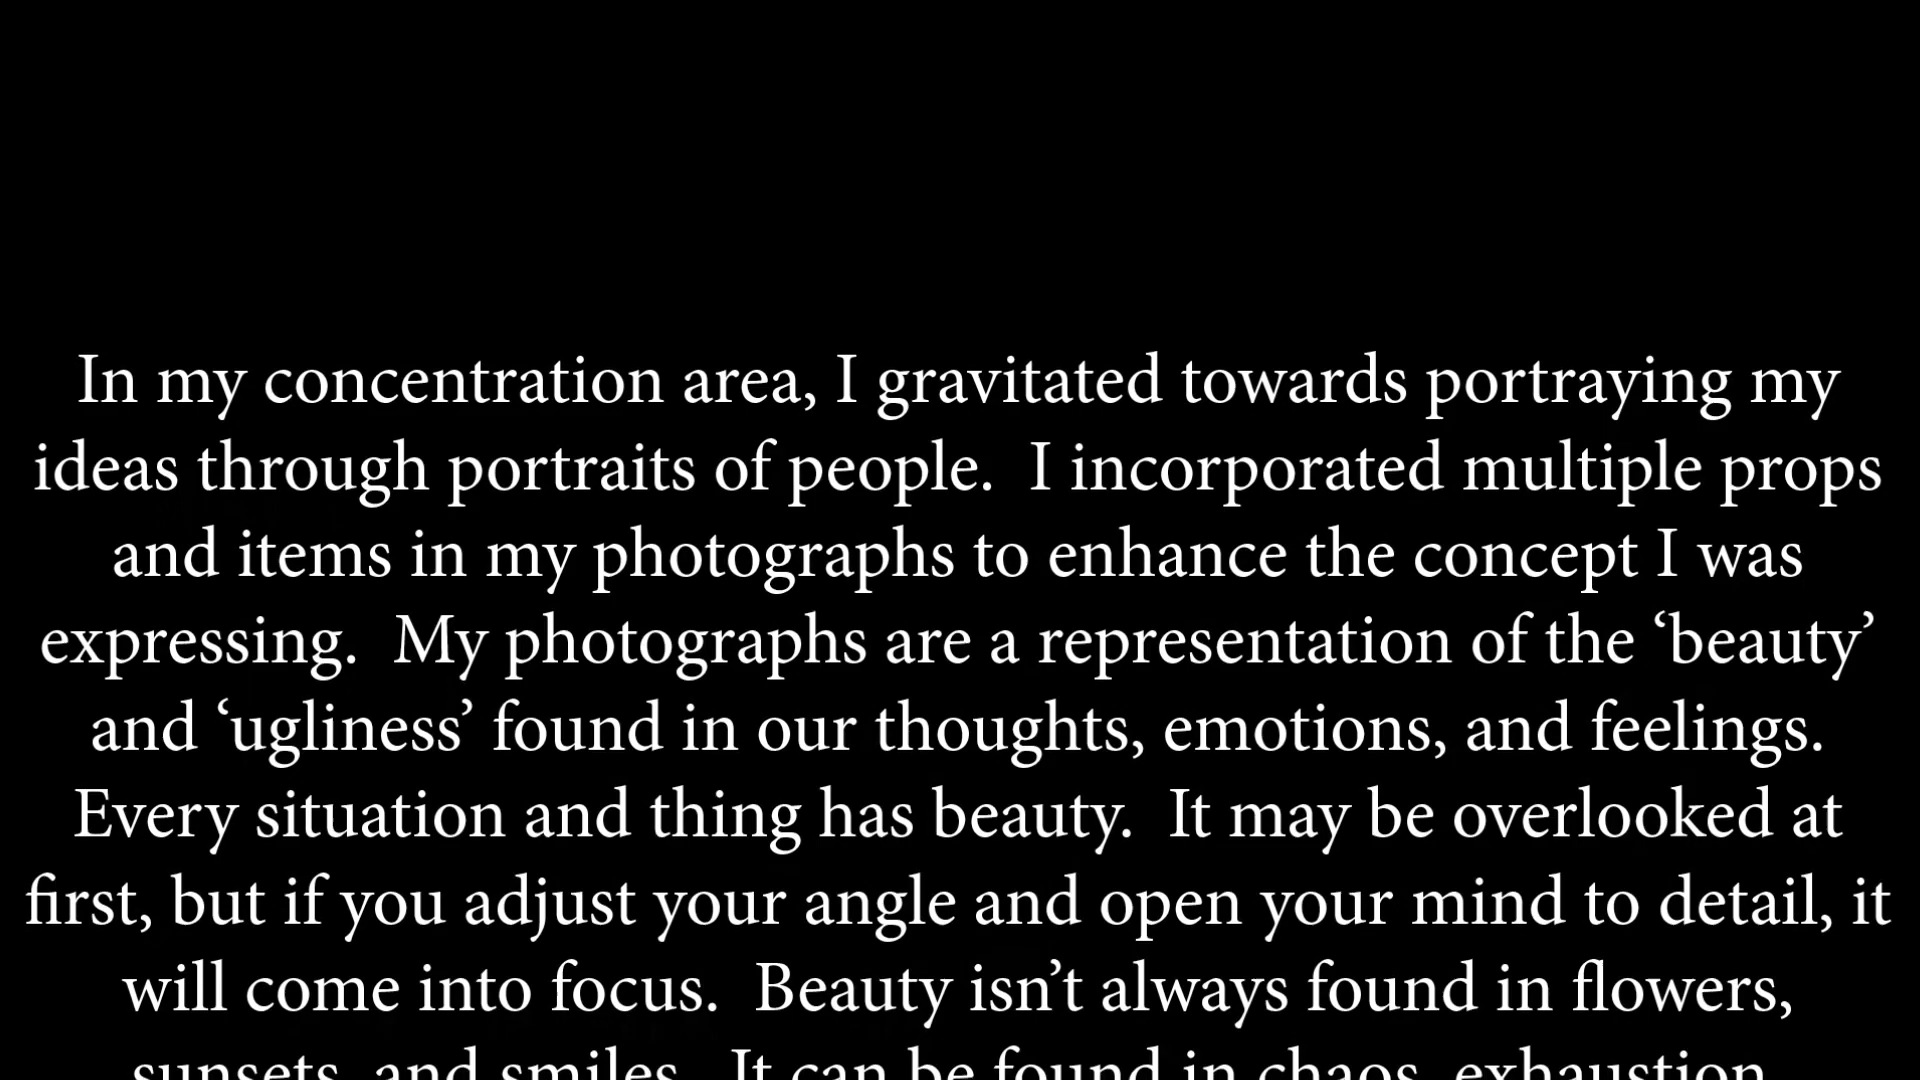 In my concentration area, I gravitated towards portraying my
ideas through portraits of people.  I incorporated multiple props
and items in my photographs to enhance the concept I was
expressing.  My photographs are a representation of the ‘beauty’
and ‘ugliness’ found in our thoughts, emotions, and feelings.
Every situation and thing has beauty.  It may be overlooked at
first, but if you adjust your angle and open your mind to detail, it
will come into focus.  Beauty isn’t always found in flowers,
sunsets, and smiles.  It can be found in chaos, exhaustion,